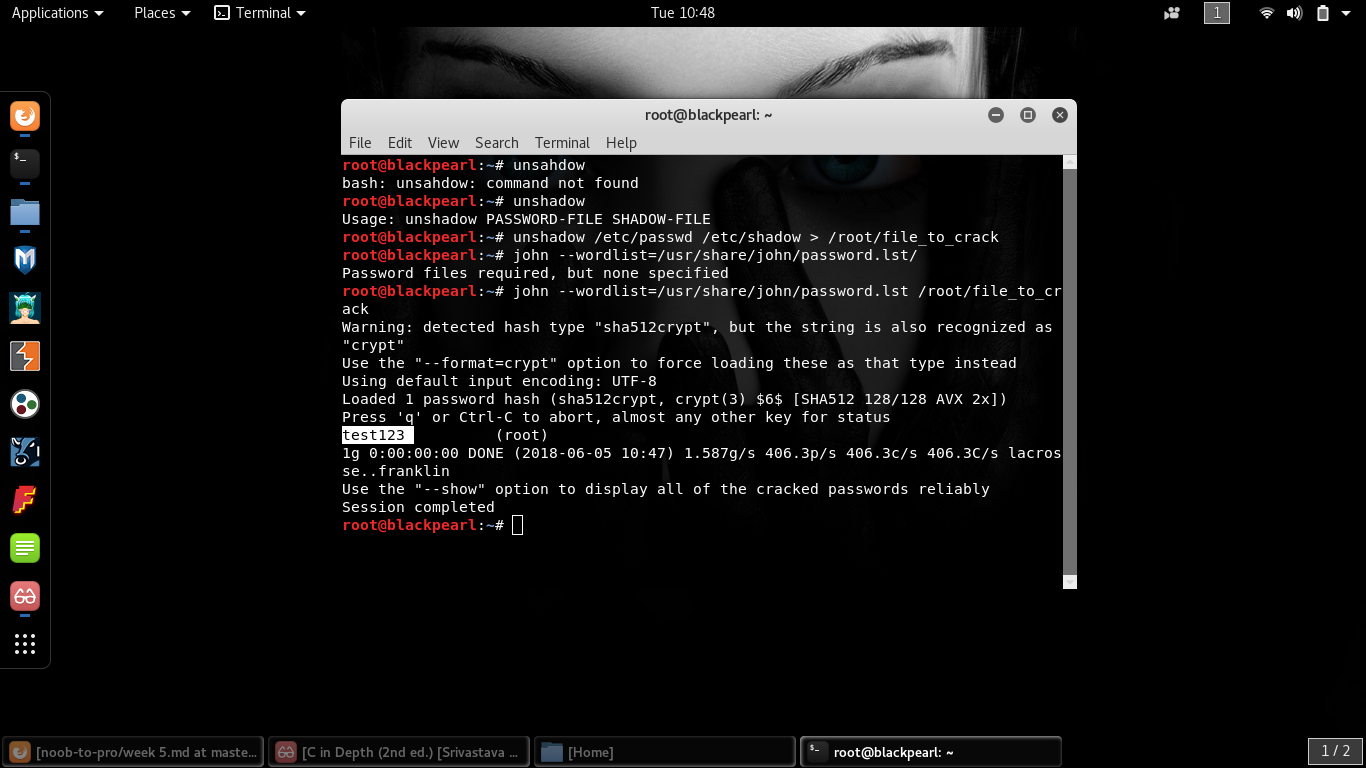 Applications Places Terminal Tue 10:48 1
root@blackpearl: ~
File Edit View Search Terminal Help
root@blackpearl:~# unsahdow
bash: unsahdow: command not found
root@blackpearl:~# unshadow
Usage: unshadow PASSWORD-FILE SHADOW-FILE
root@blackpearl:~# unshadow /etc/passwd /etc/shadow > /root/file_to_crack
root@blackpearl:~# john --wordlist=/usr/share/john/password.lst/
Password files required, but none specified
root@blackpearl:~# john --wordlist=/usr/share/john/password.lst /root/file_to_cr
ack
Warning: detected hash type "sha512crypt", but the string is also recognized as
"crypt"
Use the "--format=crypt" option to force loading these as that type instead
Using default input encoding: UTF-8
Loaded 1 password hash (sha512crypt, crypt(3) $6$ [SHA512 128/128 AVX 2x])
Press 'q' or Ctrl-C to abort, almost any other key for status
test123 (root)
1g 0:00:00:00 DONE (2018-06-05 10:47) 1.587g/s 406.3p/s 406.3c/s 406.3C/s lacros
se..franklin
Use the "--show" option to display all of the cracked passwords reliably
Session completed
root@blackpearl:~#
[noob-to-pro/week 5.md at maste... [C in Depth (2nd ed.) [Srivastava ... [Home] root@blackpearl: ~ 1 / 2